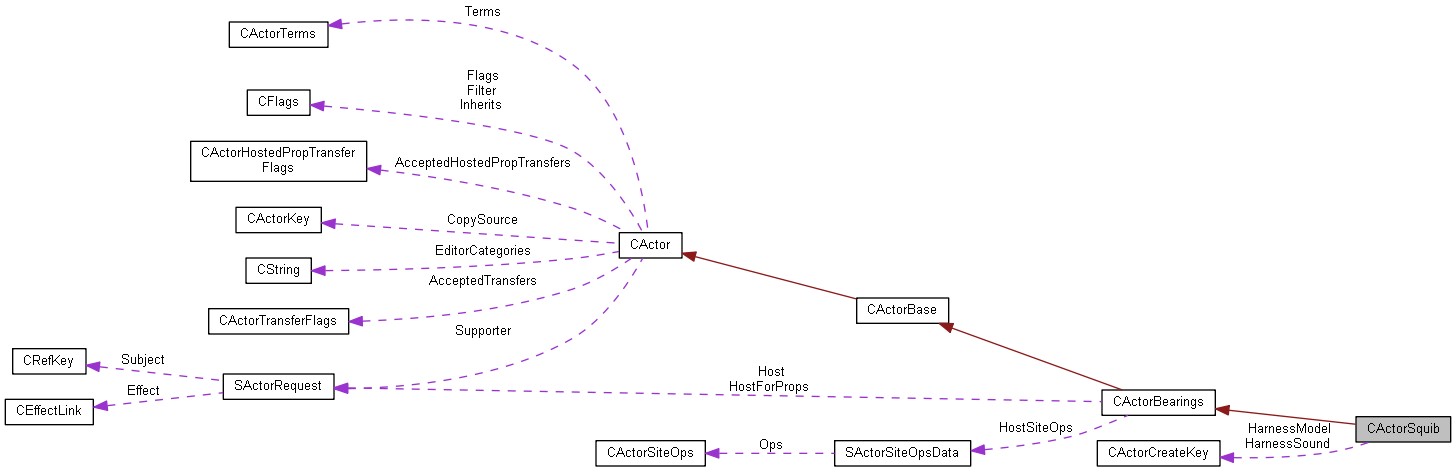 Terms
CActorTerms
Flags
Filter
Inherits
CFlags
CActorHostedPropTransfer
Flags
AcceptedHostedPropTransfers
CActorKey
CopySource
CActor
EditorCategories
CString
AcceptedTransfers
CActorBase
CActorTransferFlags
Supporter
CRefKey
Subject
SActorRequest
Host
HostForProps
Effect
CEffectLink
CActorBearings
HostSiteOps
HarnessModel
HarnessSound
CActorSquib
CActorSiteOps
Ops
SActorSiteOpsData
CActorCreateKey